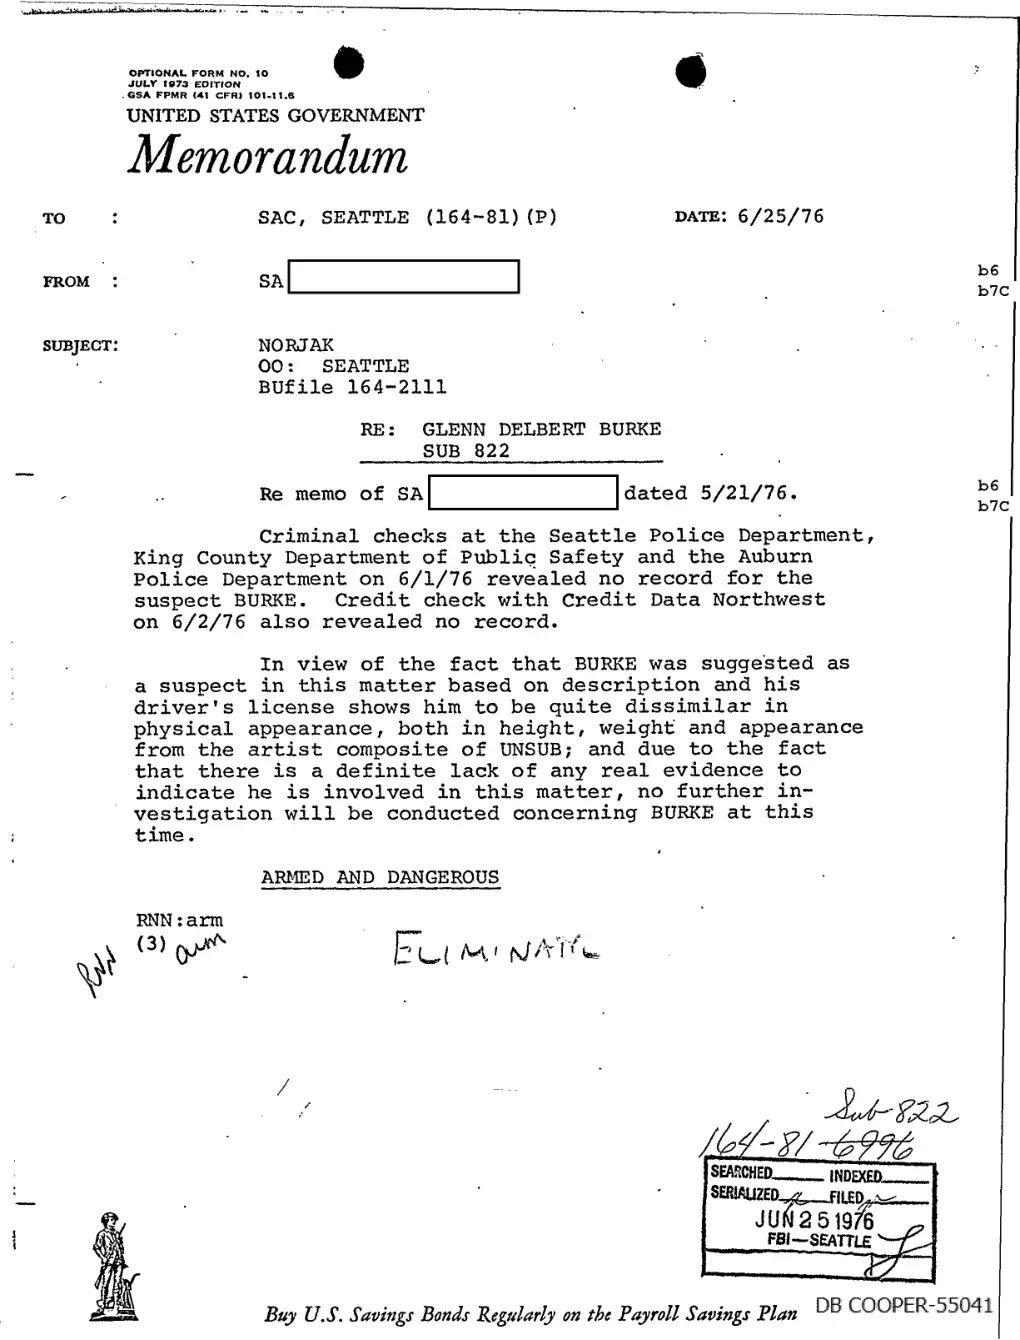 OPTIONAL FORM NO. 10
JULY 1973 EDITION
GSA FPMR (41 CFR) 101-11.6
UNITED STATES GOVERNMENT
Memorandum
TO : SAC, SEATTLE (164-81)(P) DATE: 6/25/76
FROM : SA b6
b7C
SUBJECT: NORJAK
OO: SEATTLE
BUfile 164-2111
RE: GLENN DELBERT BURKE
SUB 822
Re memo of SA dated 5/21/76. b6
b7C
Criminal checks at the Seattle Police Department,
King County Department of Public Safety and the Auburn
Police Department on 6/1/76 revealed no record for the
suspect BURKE. Credit check with Credit Data Northwest
on 6/2/76 also revealed no record.
In view of the fact that BURKE was suggested as
a suspect in this matter based on description and his
driver's license shows him to be quite dissimilar in
physical appearance, both in height, weight and appearance
from the artist composite of UNSUB; and due to the fact
that there is a definite lack of any real evidence to
indicate he is involved in this matter, no further in-
vestigation will be conducted concerning BURKE at this
time.
ARMED AND DANGEROUS
RNN:arm
(3) arm
RNN
ELIMINATE
Sub-822
164-81-6996
SEARCHED INDEXED
SERIALIZED FILED
JUN 25 1976
FBI—SEATTLE
Buy U.S. Savings Bonds Regularly on the Payroll Savings Plan
DB COOPER-55041